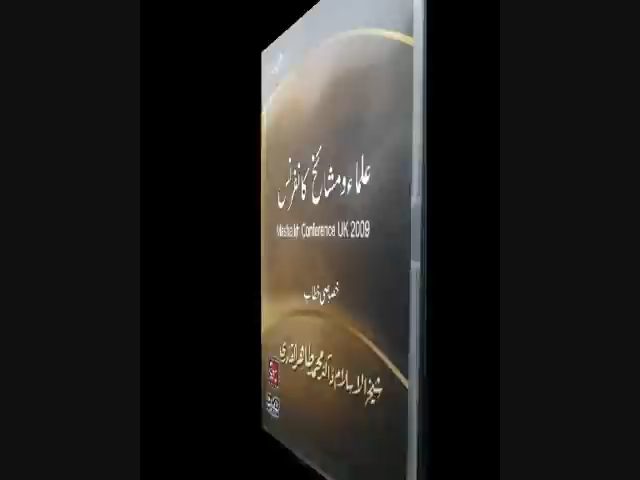 علماء و مشائخ کانفرنس
Mashaikh Conference UK 2009
خصوصی خطاب
شیخ الاسلام ڈاکٹر محمد طاہر القادری